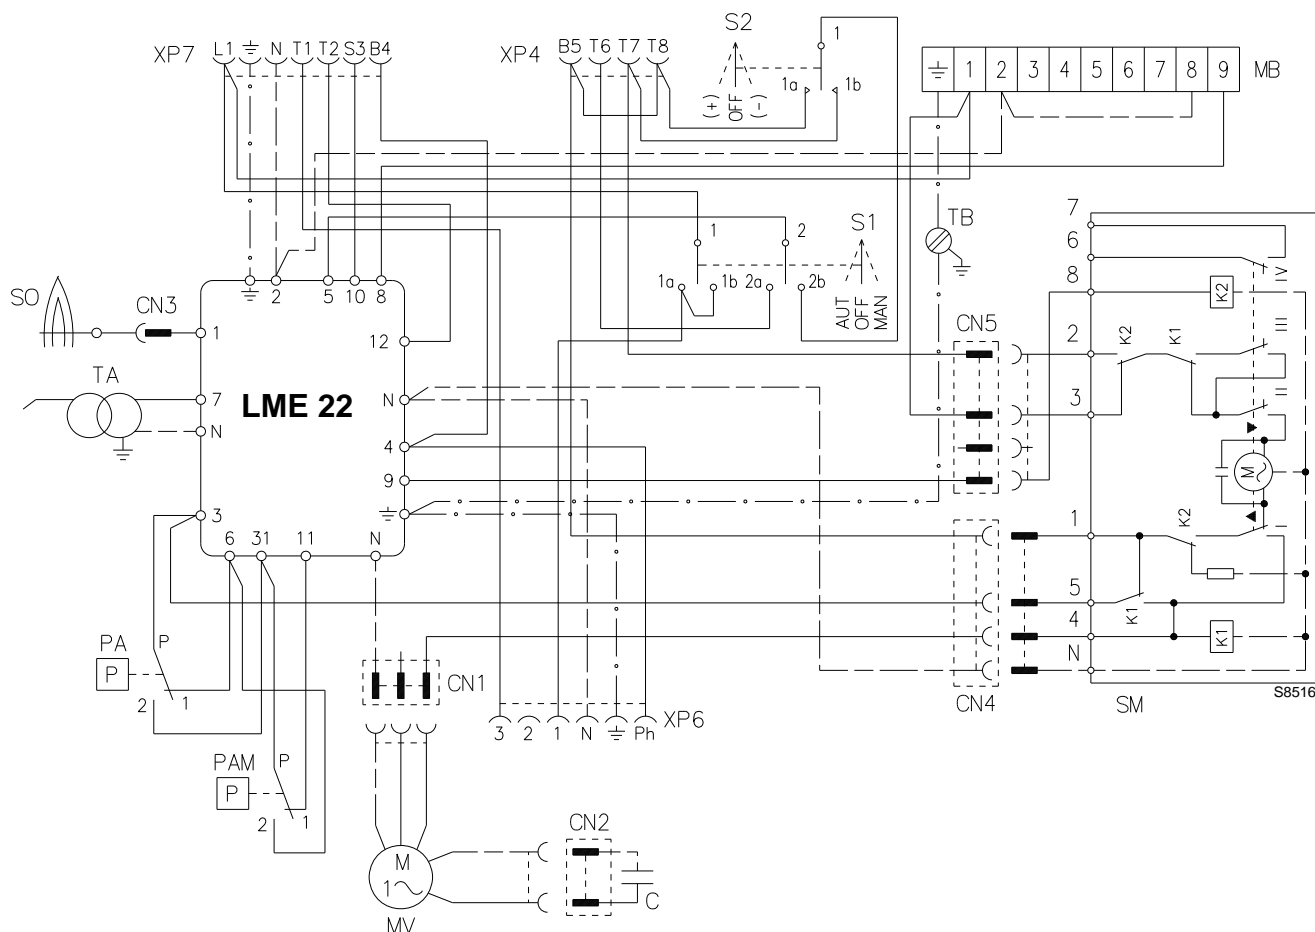 XP7 L1 N T1 T2 S3 B4
XP4 B5 T6 T7 T8
S2
1
1a 1b
(+) OFF (-)
1 2 3 4 5 6 7 8 9 MB
TB
S1
1 2
1a 1b 2a 2b
AUT OFF MAN
SO
CN3
TA
LME 22
2 5 10 8
1
7
N
3
12
N
4
9
6 31 11 N
CN5
7
6
8
2
3
1
5
4
N
K2
K2 K1
IV
III
II
I
M
K2
K1
K1
CN4
SM
S8516
PA
P
P
2 1
PAM
P
P
2 1
CN1
3 2 1 N Ph XP6
M
1
MV
CN2
C